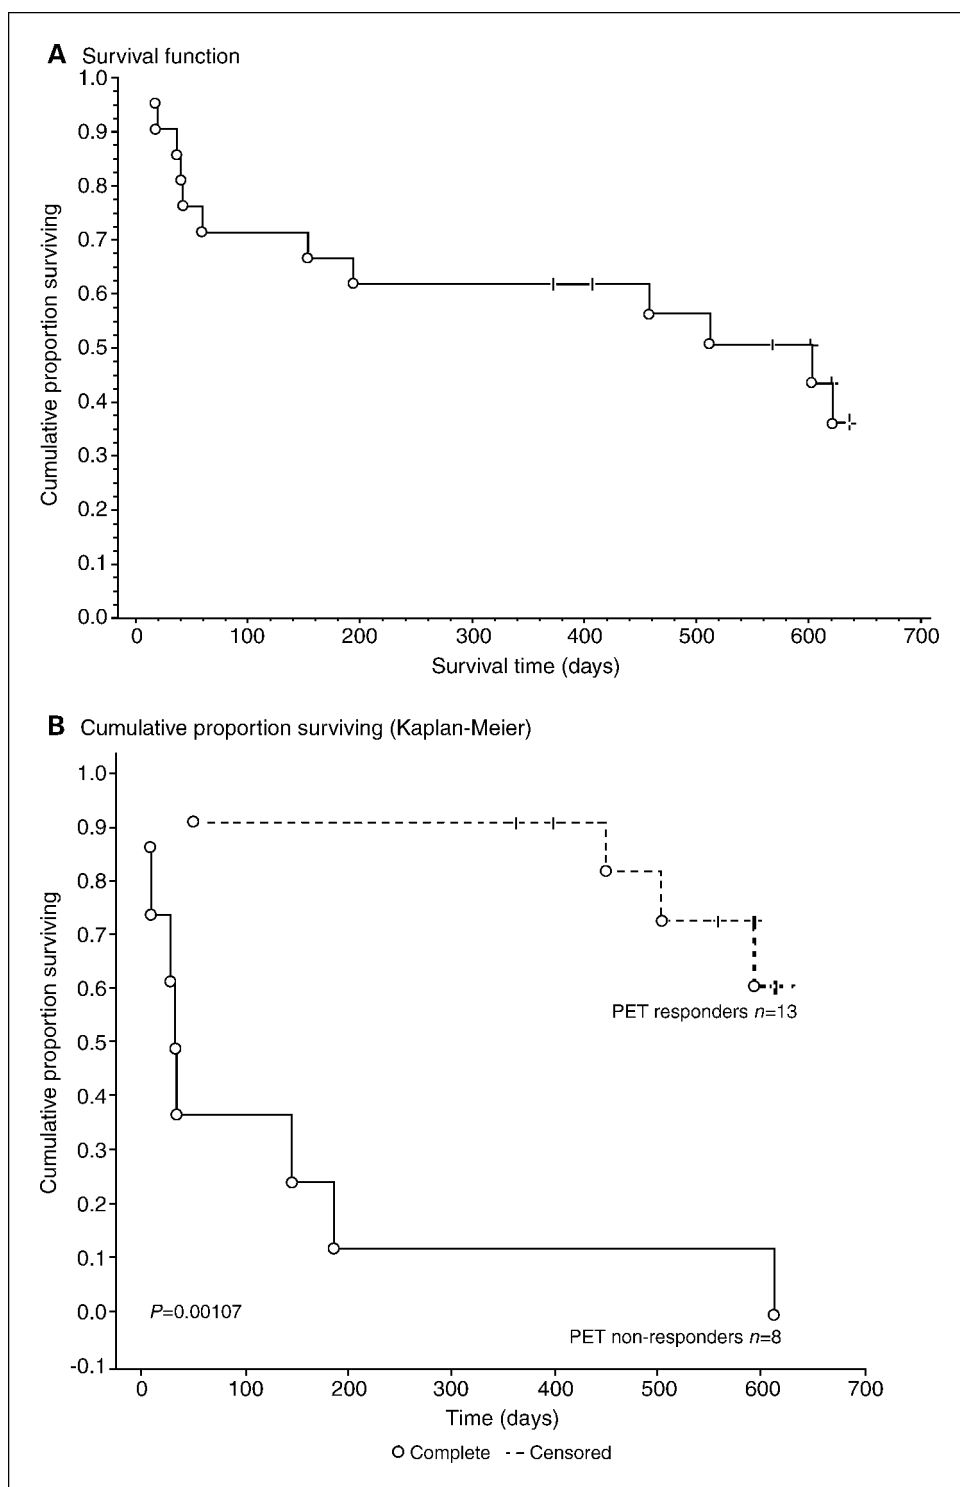 A Survival function
1.0
0.9
0.8
0.7
0.6
0.5
0.4
0.3
0.2
0.1
0.0
Cumulative proportion surviving
0 100 200 300 400 500 600 700
Survival time (days)
B Cumulative proportion surviving (Kaplan-Meier)
1.0
0.9
0.8
0.7
0.6
0.5
0.4
0.3
0.2
0.1
0.0
-0.1
Cumulative proportion surviving
PET responders n=13
P=0.00107
PET non-responders n=8
0 100 200 300 400 500 600 700
Time (days)
Complete Censored